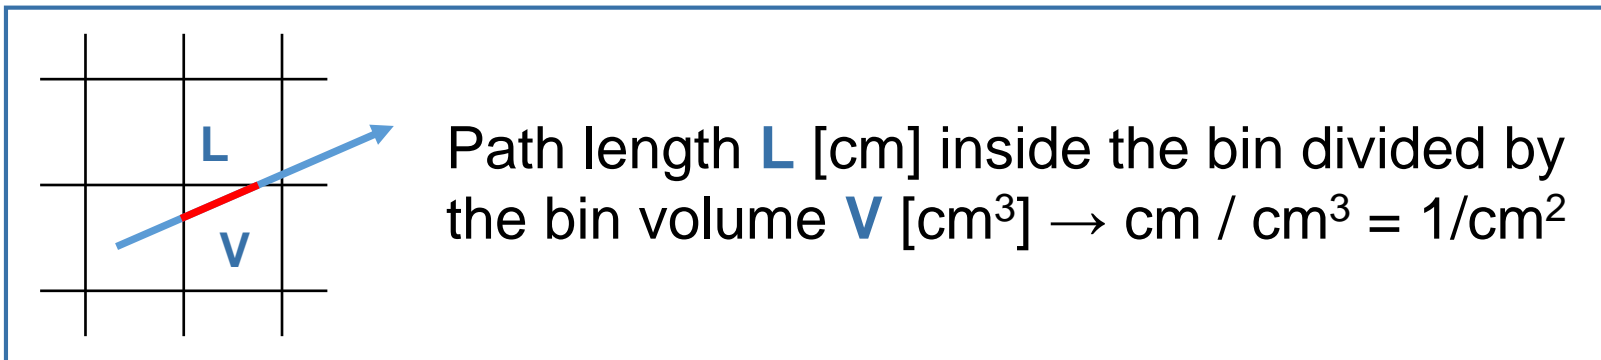 L
V
Path length L [cm] inside the bin divided by
the bin volume V [cm³] → cm / cm³ = 1/cm²